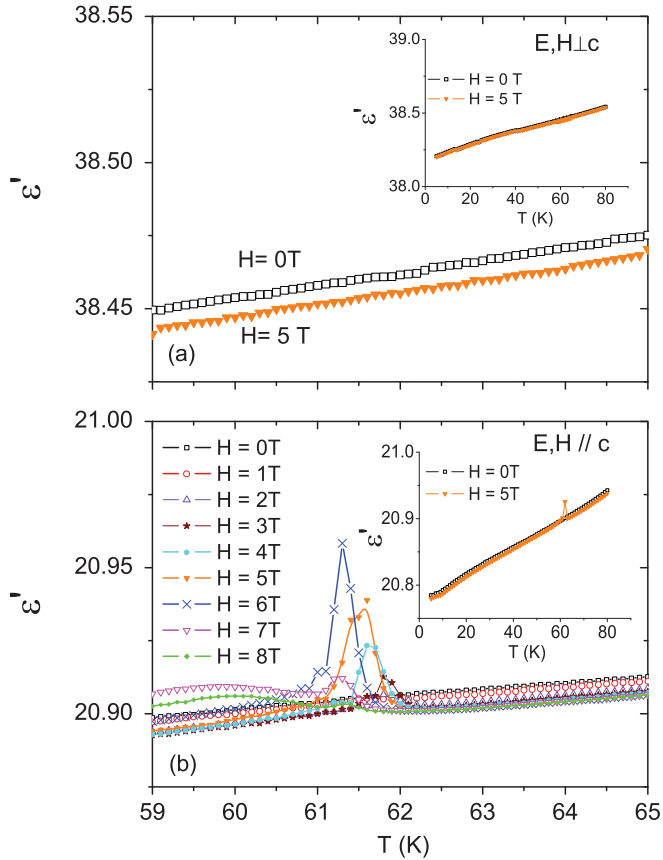 38.55
38.50
38.45
ε'
H= 0T
H= 5 T
(a)
39.0
38.5
38.0
ε'
E,H⊥c
H = 0 T
H = 5 T
0 20 40 60 80 100
T (K)
21.00
20.95
20.90
ε'
H = 0T
H = 1T
H = 2T
H = 3T
H = 4T
H = 5T
H = 6T
H = 7T
H = 8T
(b)
E,H // c
21.0
20.9
20.8
ε'
H = 0T
H = 5T
0 20 40 60 80 100
T (K)
59 60 61 62 63 64 65
T (K)